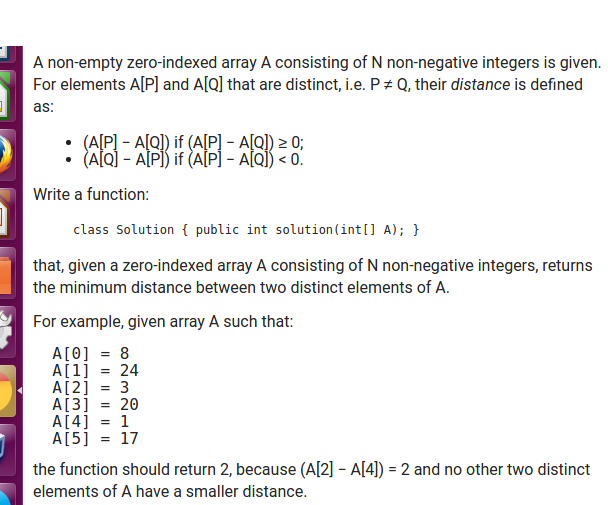 A non-empty zero-indexed array A consisting of N non-negative integers is given.
For elements A[P] and A[Q] that are distinct, i.e. P ≠ Q, their distance is defined
as:
• (A[P] − A[Q]) if (A[P] − A[Q]) ≥ 0;
• (A[Q] − A[P]) if (A[P] − A[Q]) < 0.
Write a function:
class Solution { public int solution(int[] A); }
that, given a zero-indexed array A consisting of N non-negative integers, returns
the minimum distance between two distinct elements of A.
For example, given array A such that:
A[0] = 8
A[1] = 24
A[2] = 3
A[3] = 20
A[4] = 1
A[5] = 17
the function should return 2, because (A[2] − A[4]) = 2 and no other two distinct
elements of A have a smaller distance.